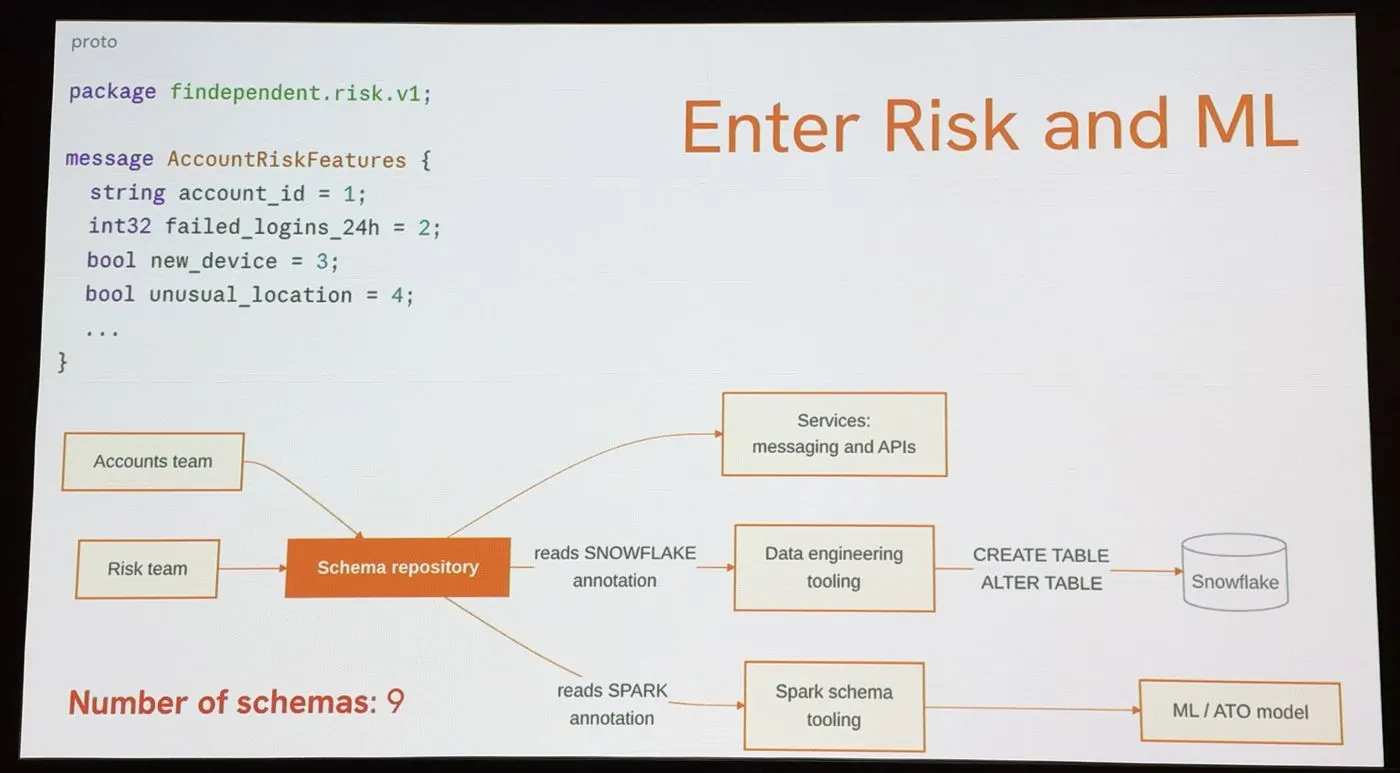 proto
package findependent.risk.v1;
message AccountRiskFeatures {
string account_id = 1;
int32 failed_logins_24h = 2;
bool new_device = 3;
bool unusual_location = 4;
...
}
Enter Risk and ML
Accounts team
Risk team
Schema repository
Services:
messaging and APIs
reads SNOWFLAKE
annotation
Data engineering
tooling
CREATE TABLE
ALTER TABLE
Snowflake
reads SPARK
annotation
Spark schema
tooling
ML / ATO model
Number of schemas: 9